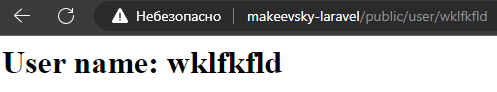 Небезопасно makeevsky-laravel/public/user/wklfkfld
User name: wklfkfld